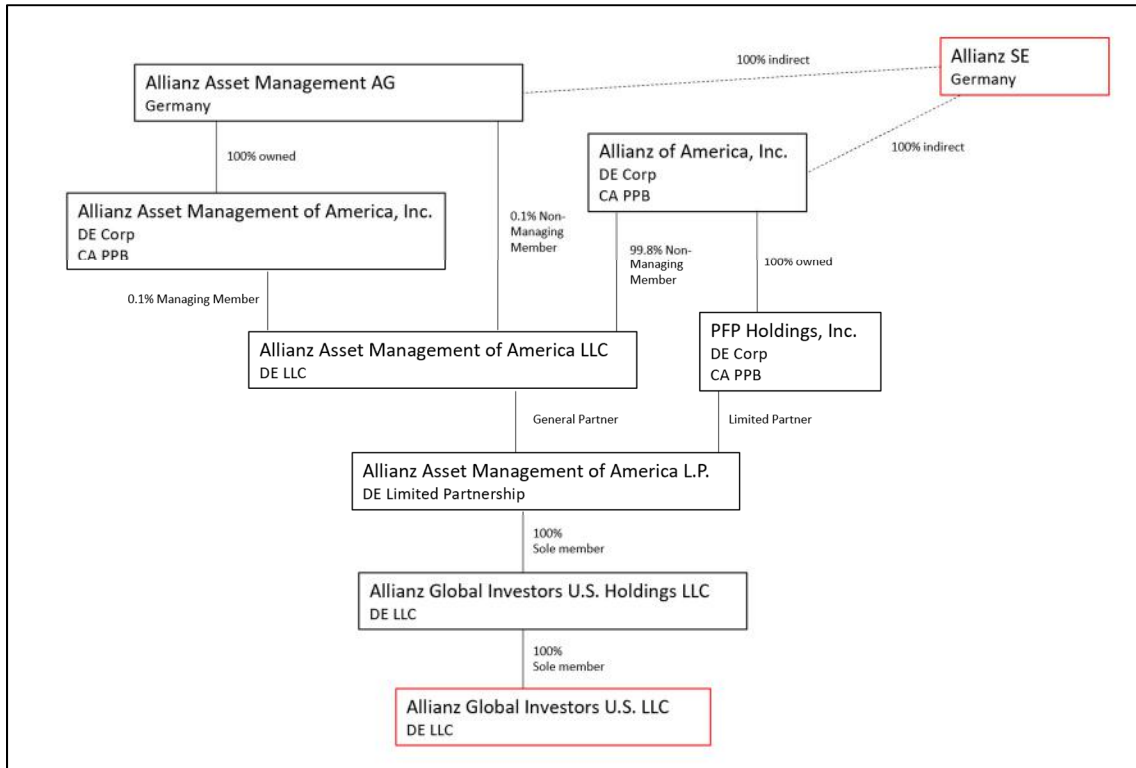 Allianz SE
Germany
100% indirect
Allianz Asset Management AG
Germany
100% indirect
Allianz of America, Inc.
DE Corp
CA PPB
100% owned
Allianz Asset Management of America, Inc.
DE Corp
CA PPB
0.1% Non-
Managing
Member
99.8% Non-
Managing
Member
100% owned
0.1% Managing Member
PFP Holdings, Inc.
DE Corp
CA PPB
Allianz Asset Management of America LLC
DE LLC
General Partner
Limited Partner
Allianz Asset Management of America L.P.
DE Limited Partnership
100%
Sole member
Allianz Global Investors U.S. Holdings LLC
DE LLC
100%
Sole member
Allianz Global Investors U.S. LLC
DE LLC